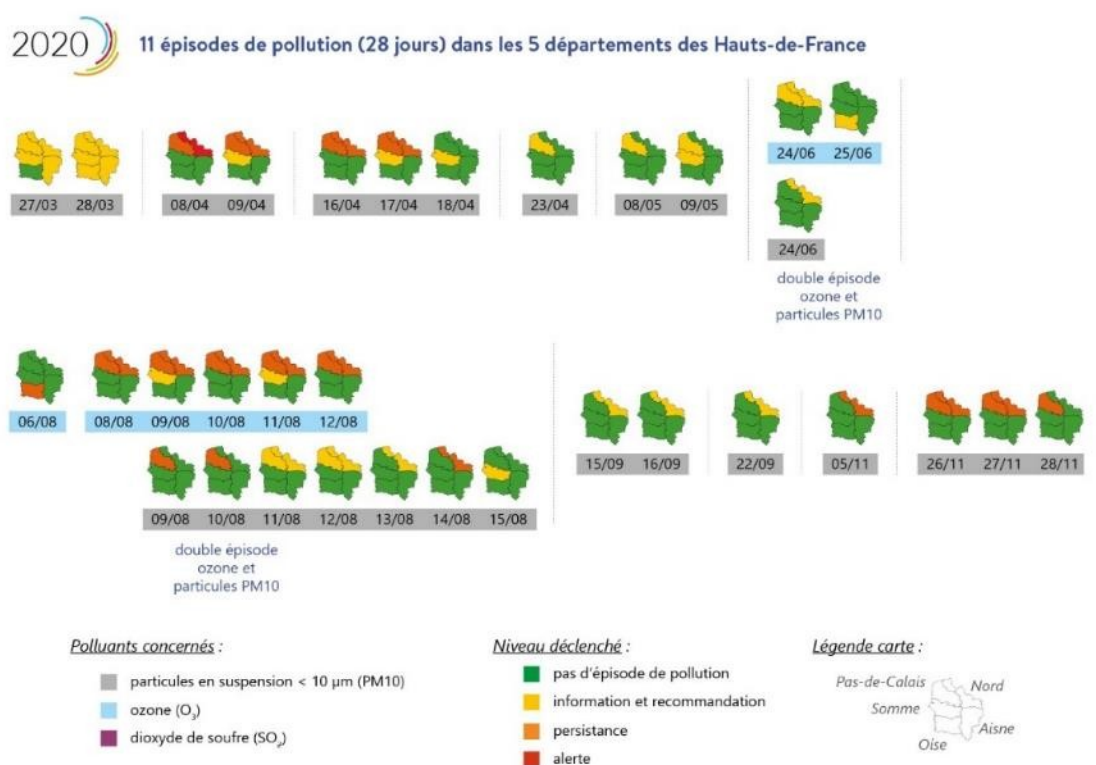 2020
11 épisodes de pollution (28 jours) dans les 5 départements des Hauts-de-France
27/03 28/03 08/04 09/04 16/04 17/04 18/04 23/04 08/05 09/05
24/06 25/06
24/06
double épisode
ozone et
particules PM10
06/08 08/08 09/08 10/08 11/08 12/08
09/08 10/08 11/08 12/08 13/08 14/08 15/08
double épisode
ozone et
particules PM10
15/09 16/09 22/09 05/11 26/11 27/11 28/11
Polluants concernés :
particules en suspension < 10 µm (PM10)
ozone (O₃)
dioxyde de soufre (SO₂)
Niveau déclenché :
pas d'épisode de pollution
information et recommandation
persistance
alerte
Légende carte :
Pas-de-Calais
Nord
Somme
Aisne
Oise